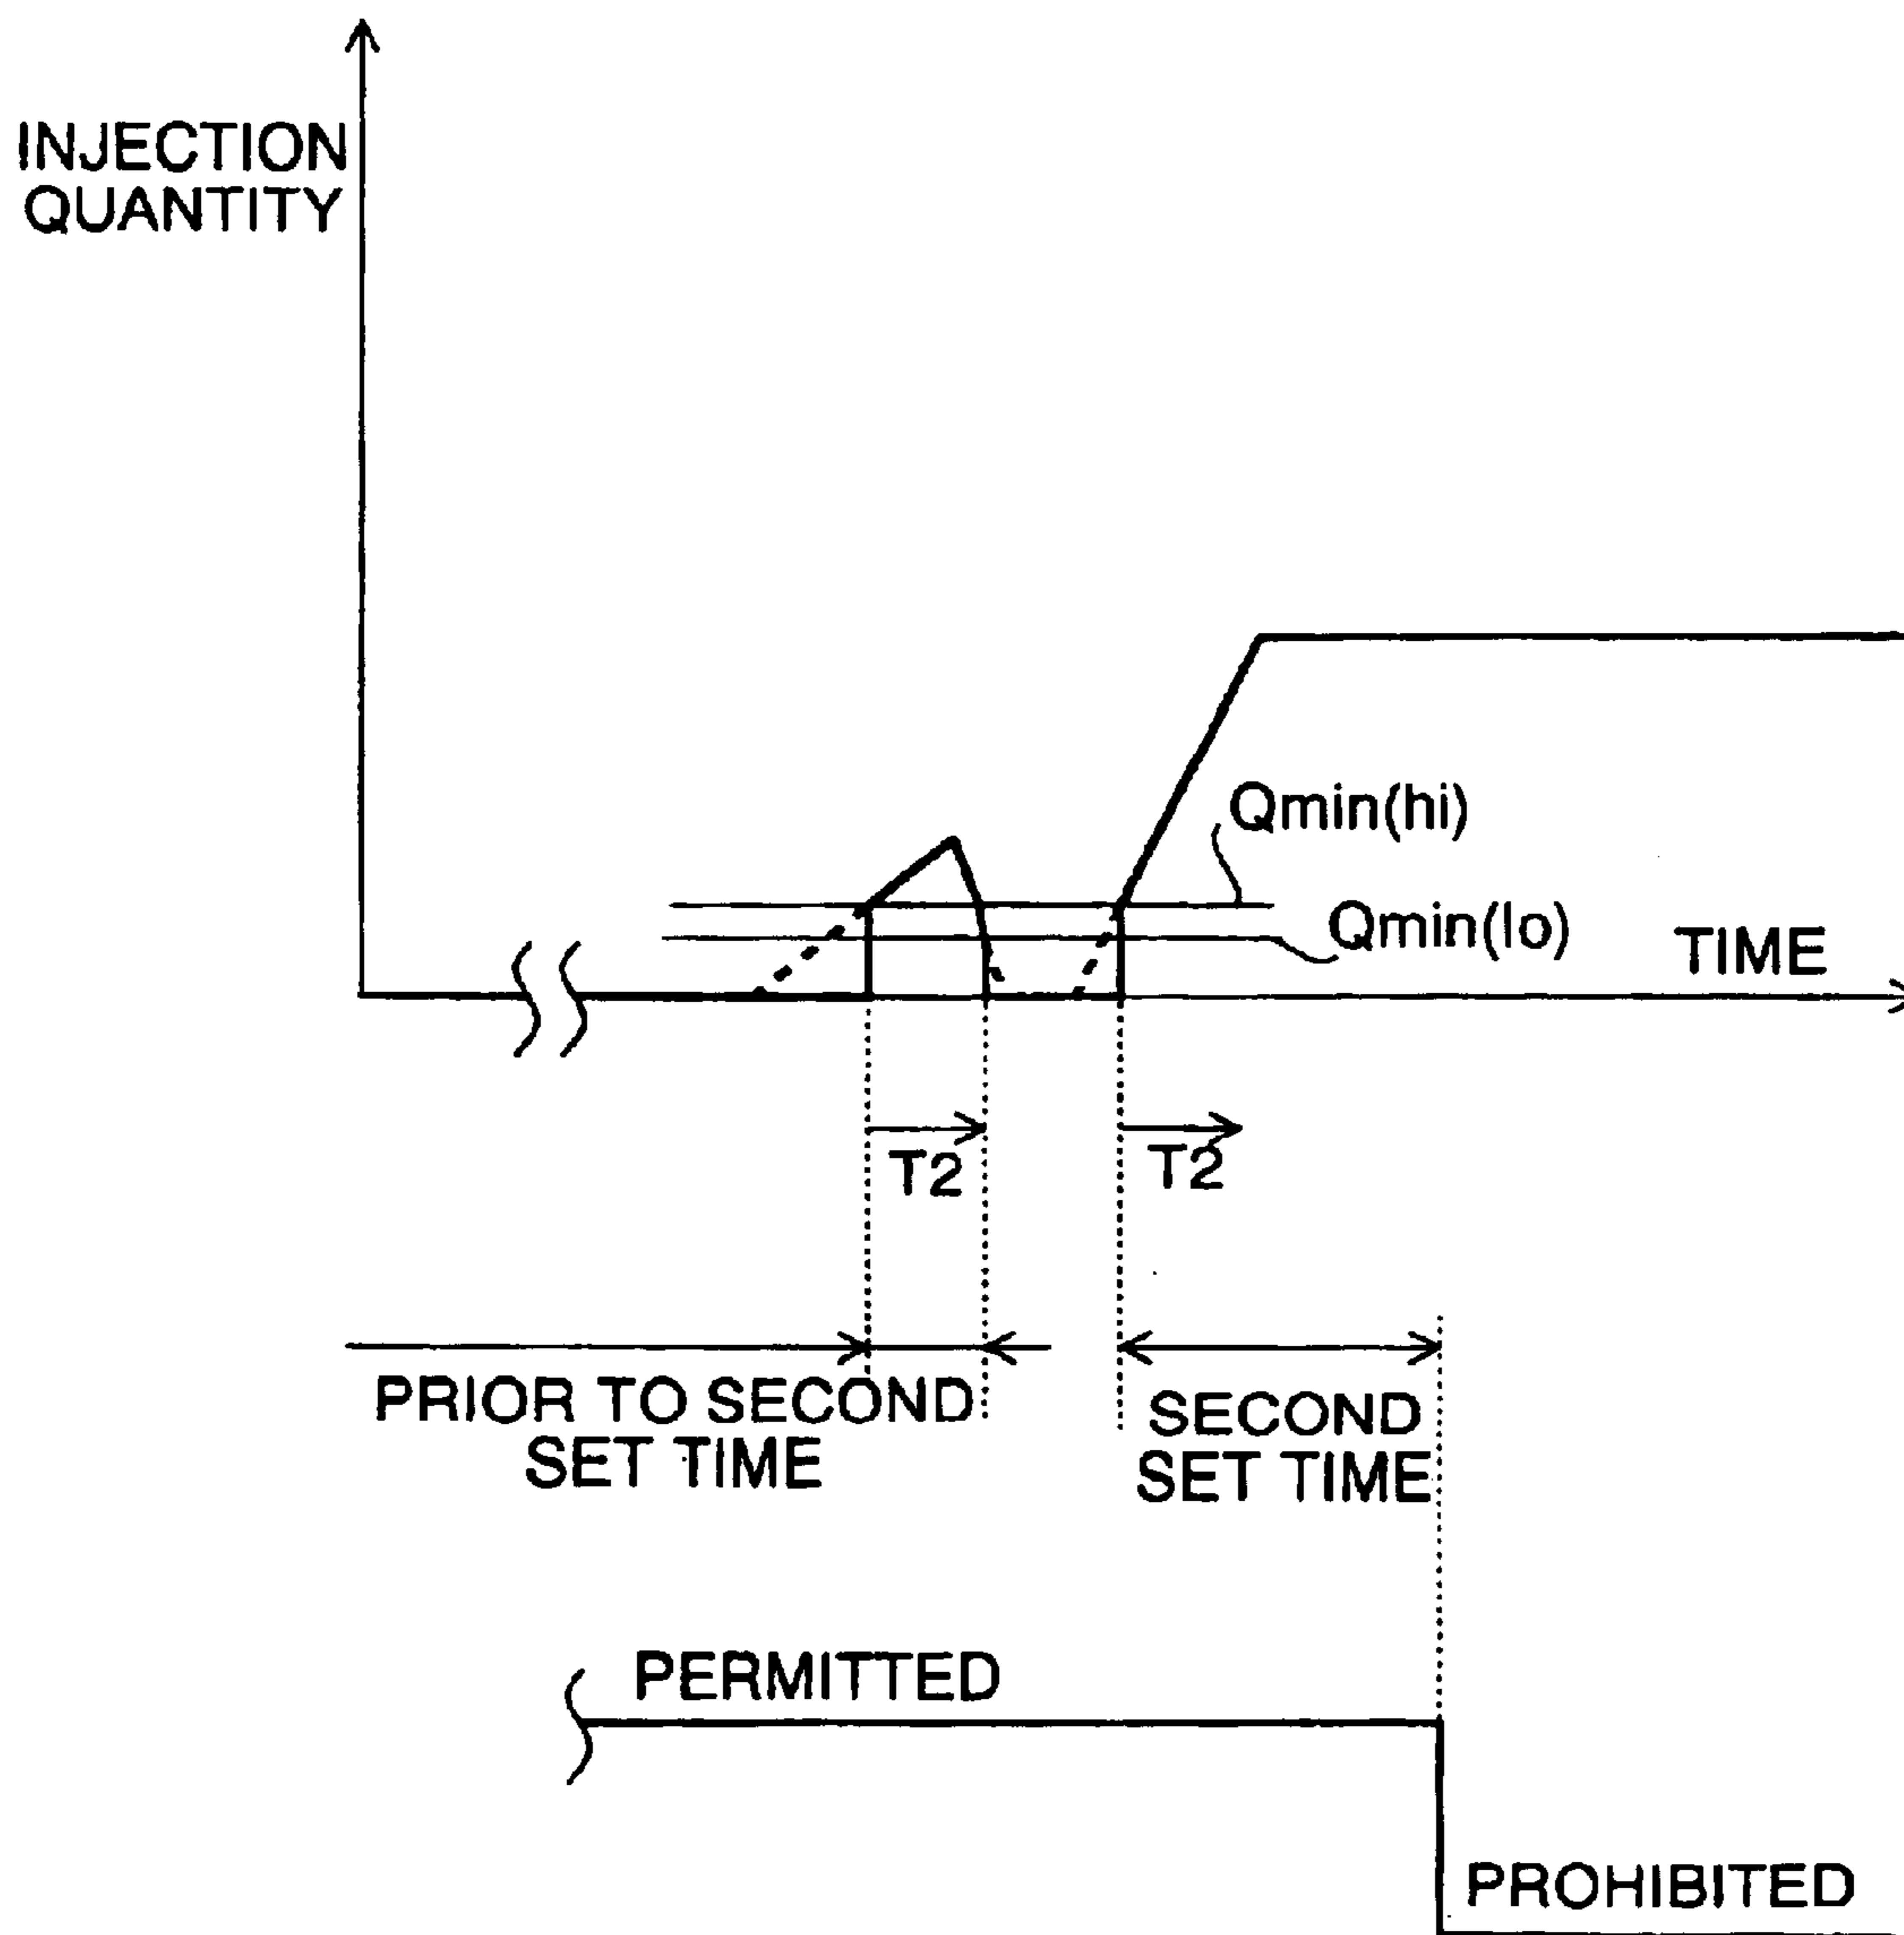 INJECTION
QUANTITY
Qmin(hi)
Qmin(lo)
TIME
T2
T2
PRIOR TO SECOND
SET TIME
SECOND
SET TIME
PERMITTED
PROHIBITED